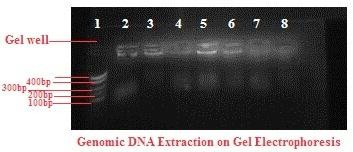 1 2 3 4 5 6 7 8
Gel well
400bp
300bp
200bp
100bp
Genomic DNA Extraction on Gel Electrophoresis